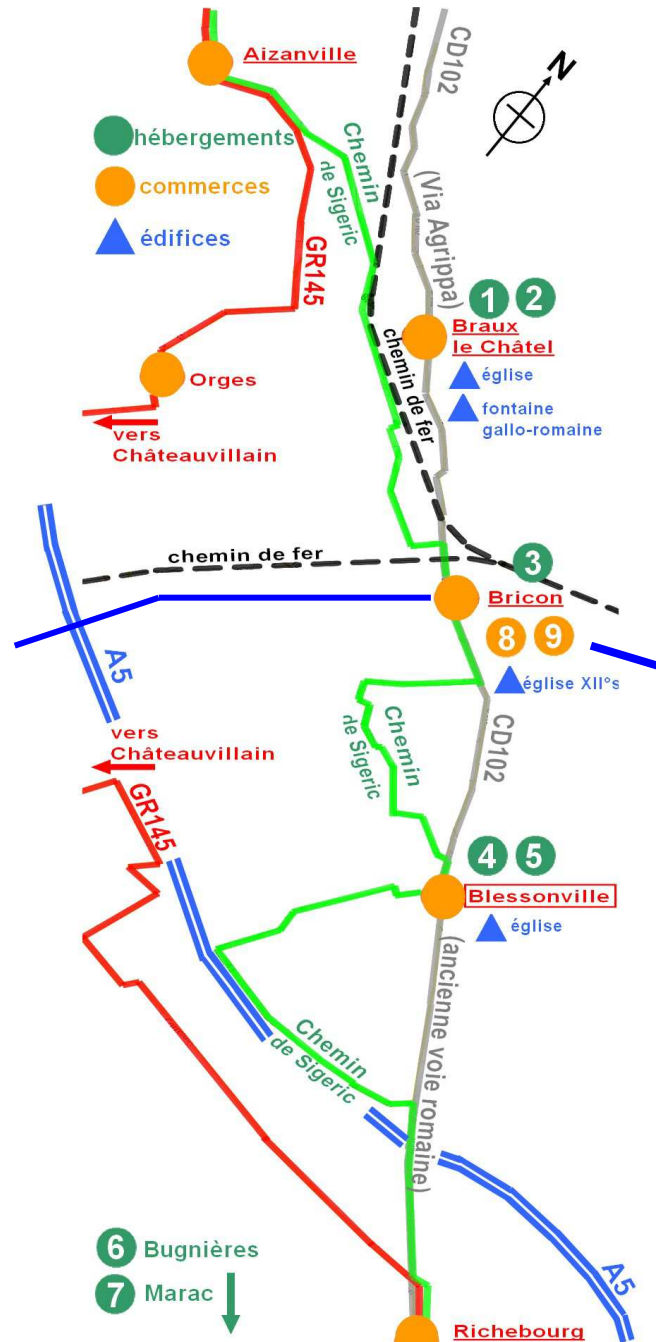 CD102
N
Aizanville
hébergements
commerces
édifices
Chemin
de Sigeric
(Via Agrippa)
GR145
1 2
Braux
le Châtel
église
fontaine
gallo-romaine
chemin de fer
Orges
vers
Châteauvillain
chemin de fer
3
Bricon
8 9
église XII°s
A5
vers
Châteauvillain
Chemin
de Sigeric
CD102
GR145
4 5
Blessonville
église
(ancienne voie romaine)
Chemin
de Sigeric
6 Bugnières
7 Marac
A5
Richebourg